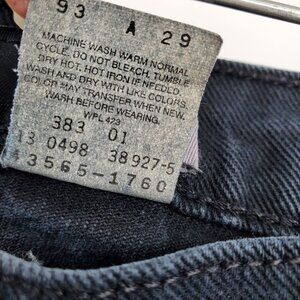 93 A 29
MACHINE WASH WARM NORMAL
CYCLE. DO NOT BLEACH. TUMBLE
DRY HOT. HOT IRON IF NEEDED.
WASH AND DRY WITH LIKE COLORS.
COLOR MAY TRANSFER WHEN NEW.
WASH BEFORE WEARING.
WPL 423
383 01
13 0498 38927-5
43565-1760